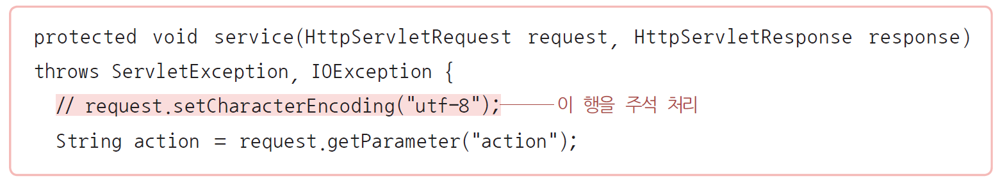 protected void service(HttpServletRequest request, HttpServletResponse response)
throws ServletException, IOException {
// request.setCharacterEncoding("utf-8"); 이 행을 주석 처리
String action = request.getParameter("action");